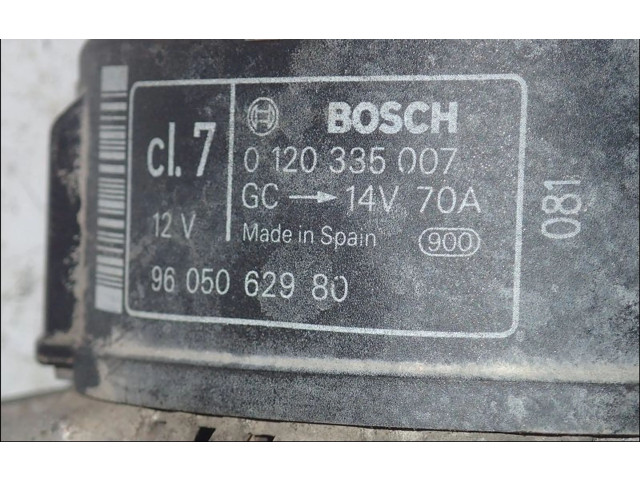 BOSCH
cl.7
0 120 335 007
GC → 14V 70A
12 V
Made in Spain 900
96 050 629 80
081